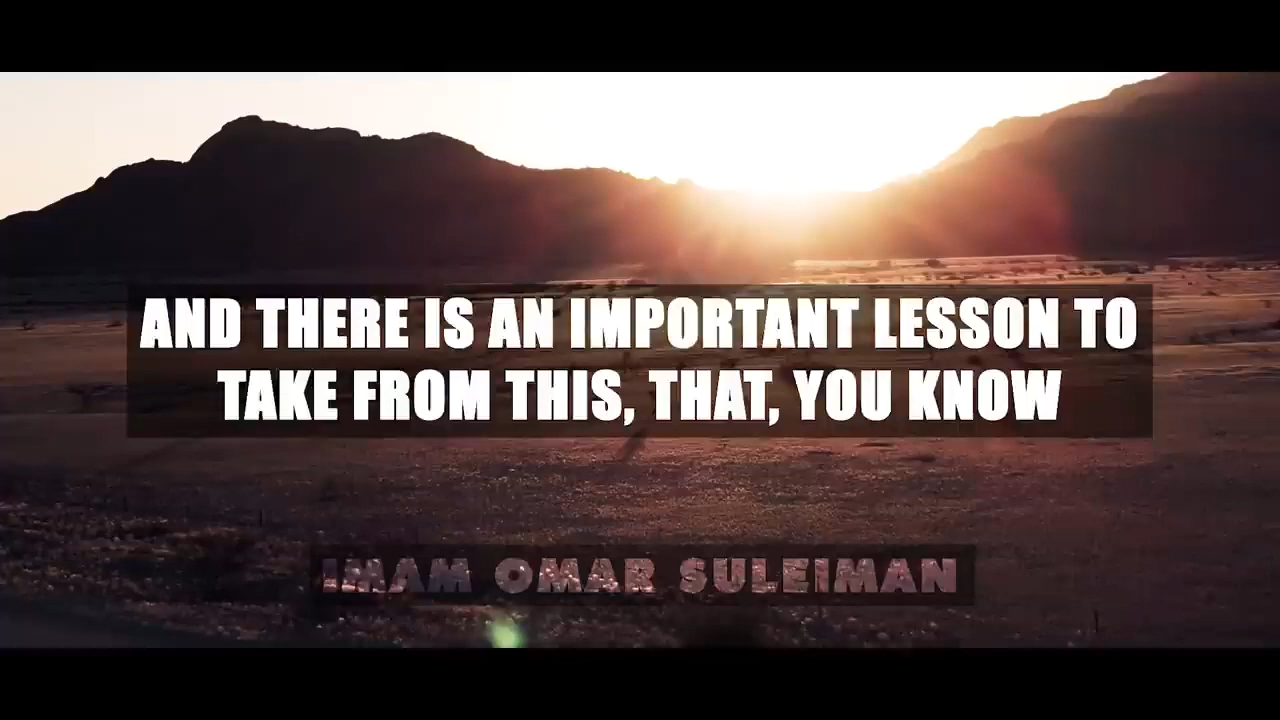 AND THERE IS AN IMPORTANT LESSON TO
TAKE FROM THIS, THAT, YOU KNOW
IMAM OMAR SULEIMAN